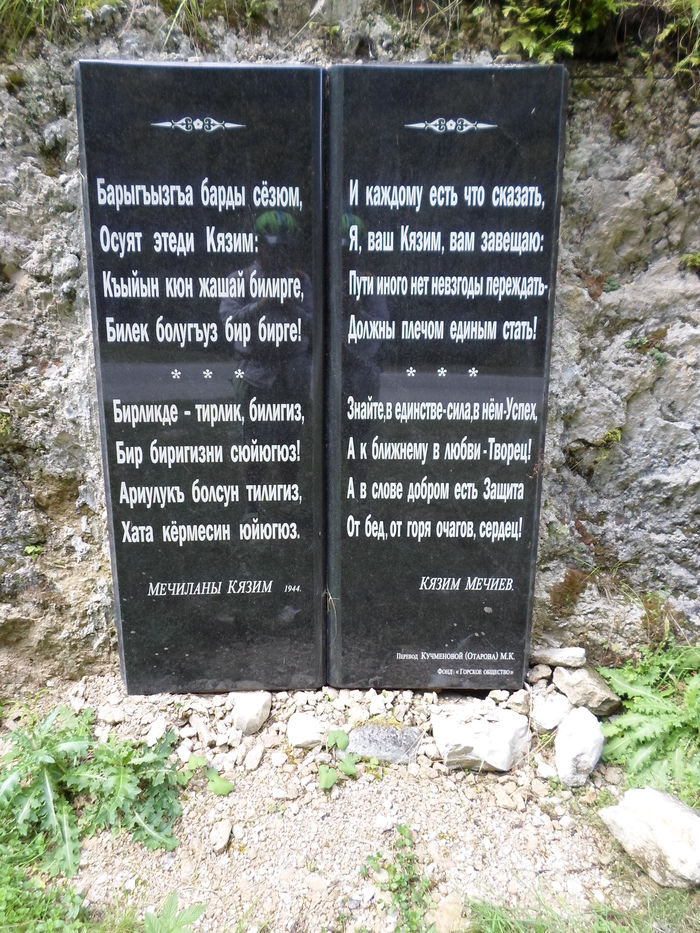 Барыгъызгъа барды сёзюм,
Осуят этеди Кязим:
Къыйын кюн жашай билирге,
Билек болугъуз бир бирге!
* * *
Бирликде - тирлик, билигиз,
Бир биригизни сюйюгюз!
Ариулукъ болсун тилигиз,
Хата кёрмесин юйюгюз.
Мечиланы Кязим 1944.
И каждому есть что сказать,
Я, ваш Кязим, вам завещаю:
Пути иного нет невзгоды переждать-
Должны плечом единым стать!
* * *
Знайте,в единстве-сила,в нём-Успех,
А к ближнему в любви -Творец!
А в слове добром есть Защита
От бед, от горя очагов, сердец!
Кязим Мечиев.
Перевод Кучменовой (Отарова) М.К.
Фонд: «Горское общество»